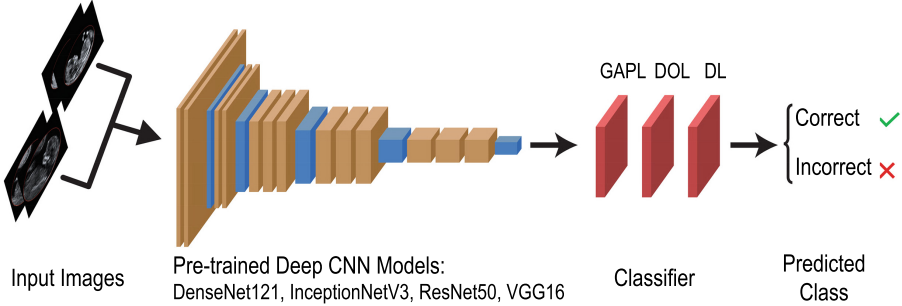 GAPL DOL DL
Correct
Incorrect
Input Images
Pre-trained Deep CNN Models:
DenseNet121, InceptionNetV3, ResNet50, VGG16
Classifier
Predicted
Class